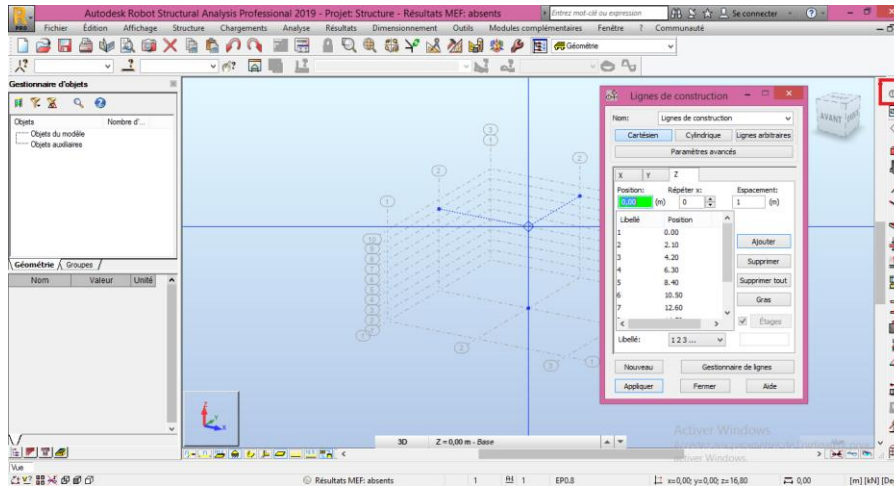 Autodesk Robot Structural Analysis Professional 2019 - Projet: Structure - Résultats MEF: absents
Entrez mot-clé ou expression
Se connecter
PRO
Fichier Édition Affichage Structure Chargements Analyse Résultats Dimensionnement Outils Modules complémentaires Fenêtre ? Communauté
Géométrie
Gestionnaire d'objets
Objets Nombre d'...
Objets du modèle
Objets auxiliaires
Géométrie Groupes
Nom Valeur Unité
AVANT
Lignes de construction
Nom: Lignes de construction
Cartésien Cylindrique Lignes arbitraires
Paramètres avancés
X Y Z
Position: Répéter x: Espacement:
0,00 (m) 0 1 (m)
Libellé Position
1 0.00
2 2.10
3 4.20
4 6.30
5 8.40
6 10.50
7 12.60
Ajouter
Supprimer
Supprimer tout
Gras
Étages
Libellé: 1 2 3 ...
Nouveau Gestionnaire de lignes
Appliquer Fermer Aide
3D Z = 0,00 m - Base
Activer Windows
Vue
Résultats MEF: absents 1 1 EP0.8 x=0,00; y=0,00; z=16,80 0,00 [m] [kN] [De